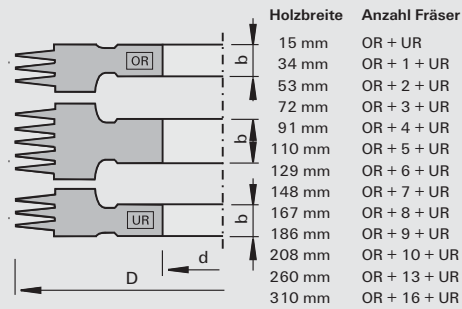 Holzbreite Anzahl Fräser
15 mm OR + UR
34 mm OR + 1 + UR
53 mm OR + 2 + UR
72 mm OR + 3 + UR
91 mm OR + 4 + UR
110 mm OR + 5 + UR
129 mm OR + 6 + UR
148 mm OR + 7 + UR
167 mm OR + 8 + UR
186 mm OR + 9 + UR
208 mm OR + 10 + UR
260 mm OR + 13 + UR
310 mm OR + 16 + UR
OR
b
b
UR
b
d
D